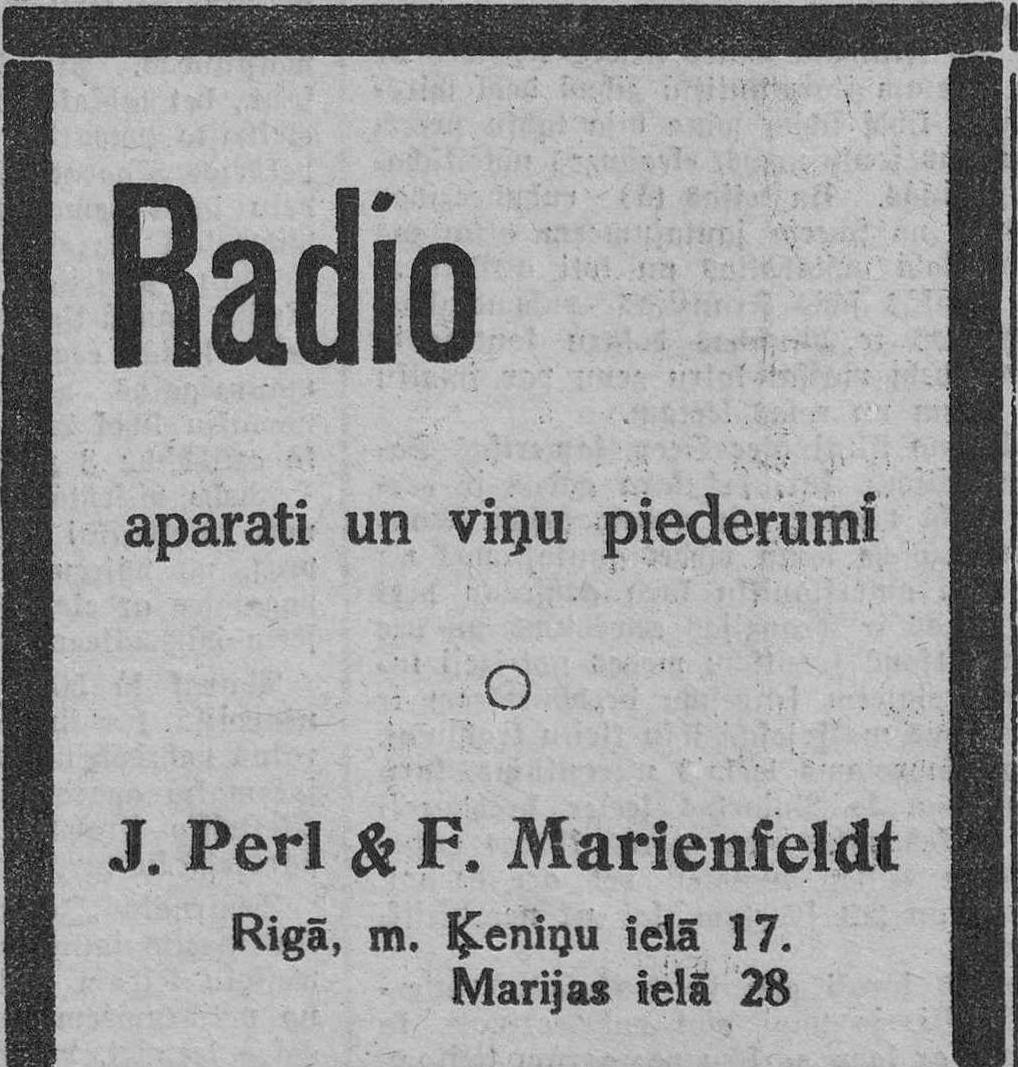 Radio
aparati un viņu piederumi
J. Perl & F. Marienfeldt
Rigā, m. Ķeniņu ielā 17.
Marijas ielā 28